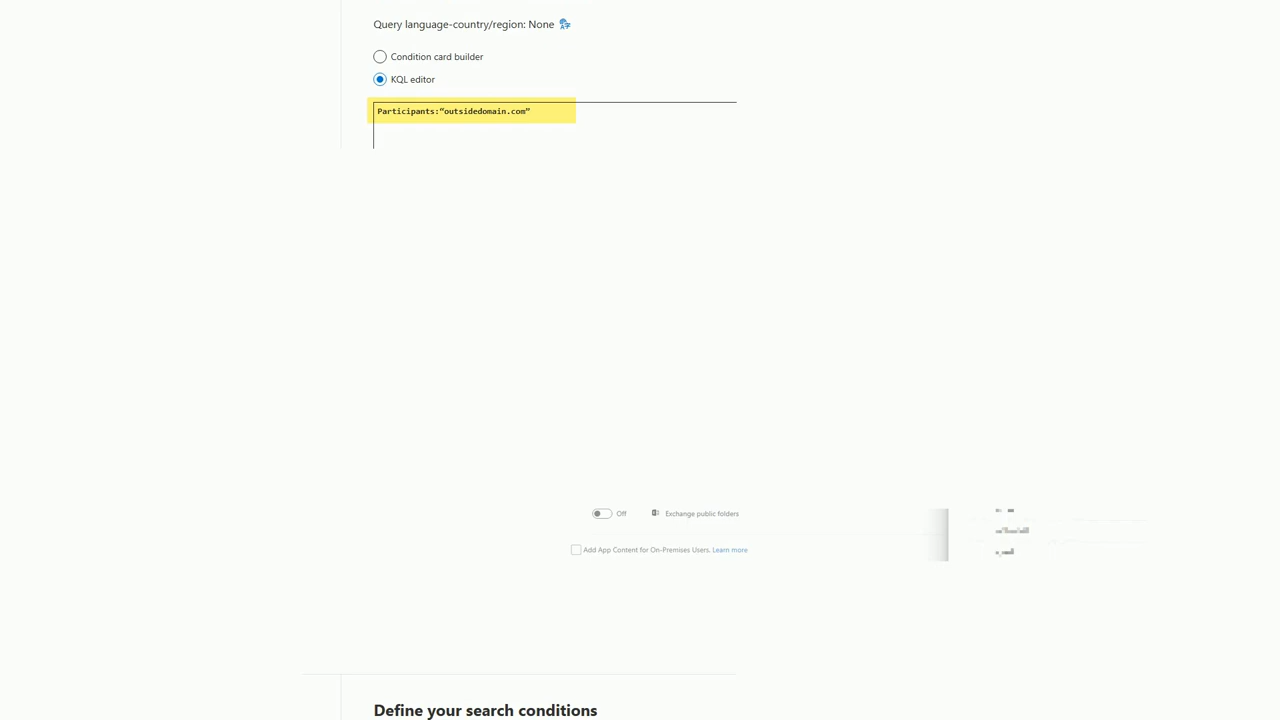 Query language-country/region: None
Condition card builder
KQL editor
Participants:“outsidedomain.com”
Off
Exchange public folders
Add App Content for On-Premises Users. Learn more
Define your search conditions